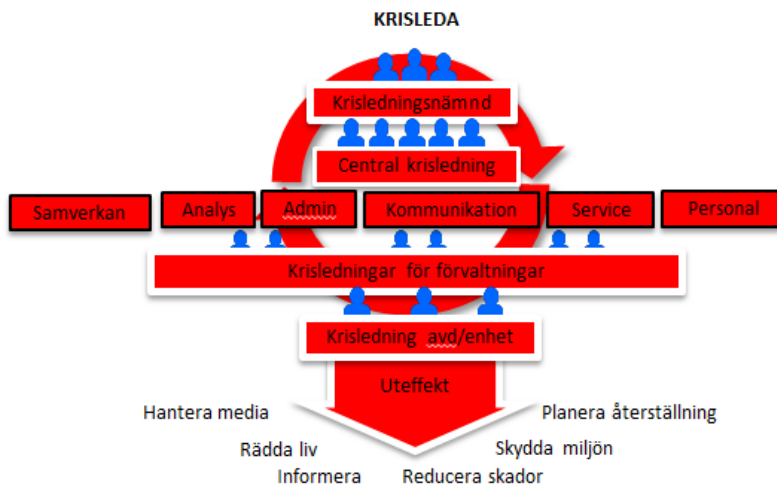 KRISLEDA
Krisledningsnämnd
Central krisledning
Samverkan Analys Admin Kommunikation Service Personal
Krisledningar för förvaltningar
Krisledning avd/enhet
Uteffekt
Hantera media Planera återställning
Rädda liv Skydda miljön
Informera Reducera skador